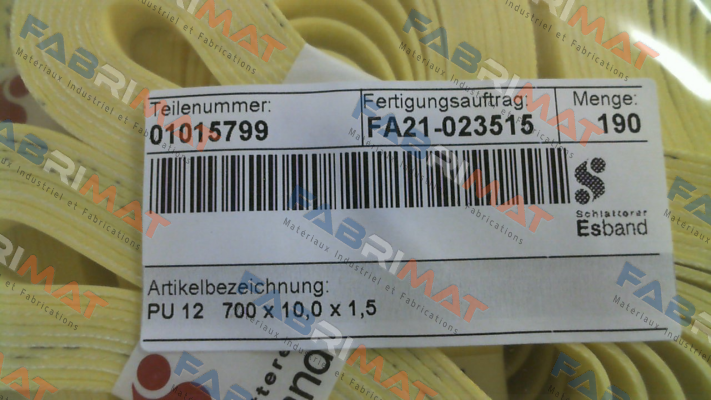 Teilenummer:
01015799
Fertigungsauftrag:
FA21-023515
Menge:
190
Schlatterer
Esband
Artikelbezeichnung:
PU 12 700 x 10,0 x 1,5
FABRIMAT
Materiaux Industriel et Fabrications